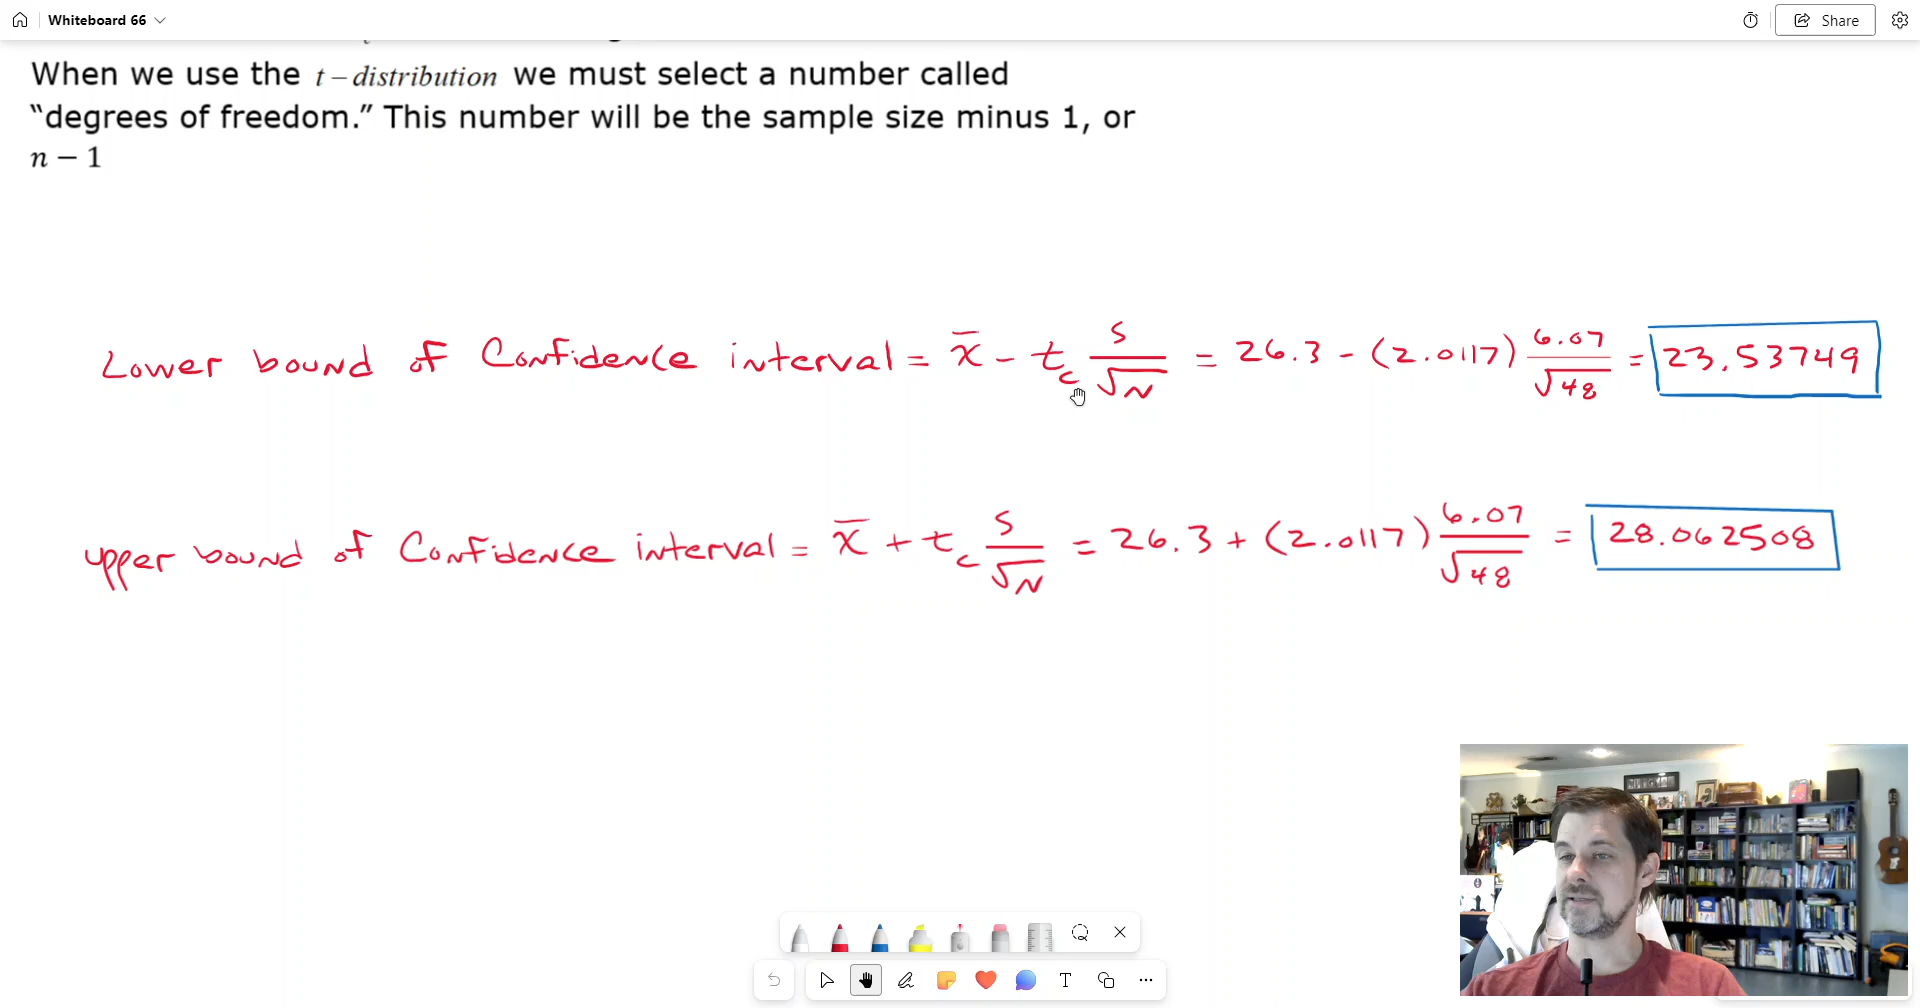 Whiteboard 66
Share
When we use the t – distribution we must select a number called
“degrees of freedom.” This number will be the sample size minus 1, or
n − 1
Lower bound of Confidence interval = x̄ − t_c s/√N = 26.3 − (2.0117) 6.07/√48 = 23.53749
upper bound of Confidence interval = x̄ + t_c s/√N = 26.3 + (2.0117) 6.07/√48 = 28.062508
T